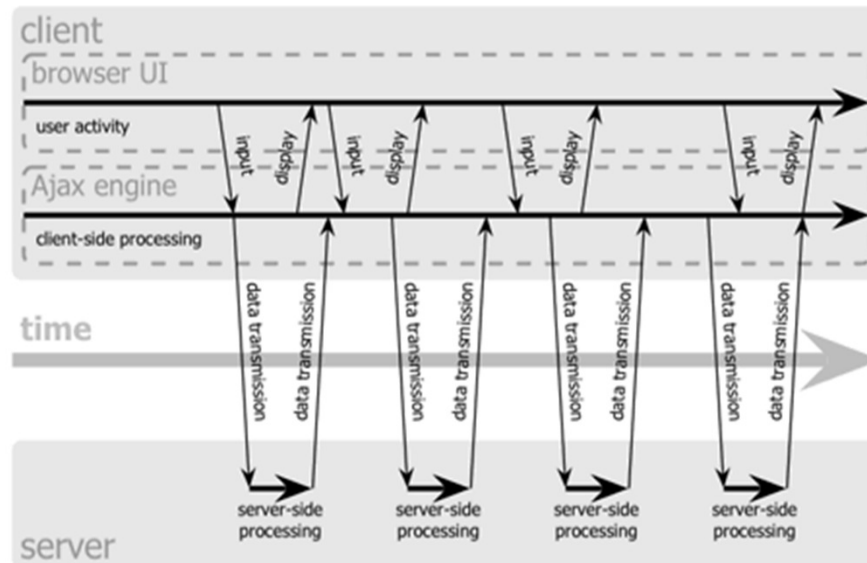 client
browser UI
user activity
input
display
input
display
input
display
input
display
Ajax engine
client-side processing
data transmission
data transmission
data transmission
data transmission
data transmission
data transmission
data transmission
data transmission
time
server-side
processing
server-side
processing
server-side
processing
server-side
processing
server